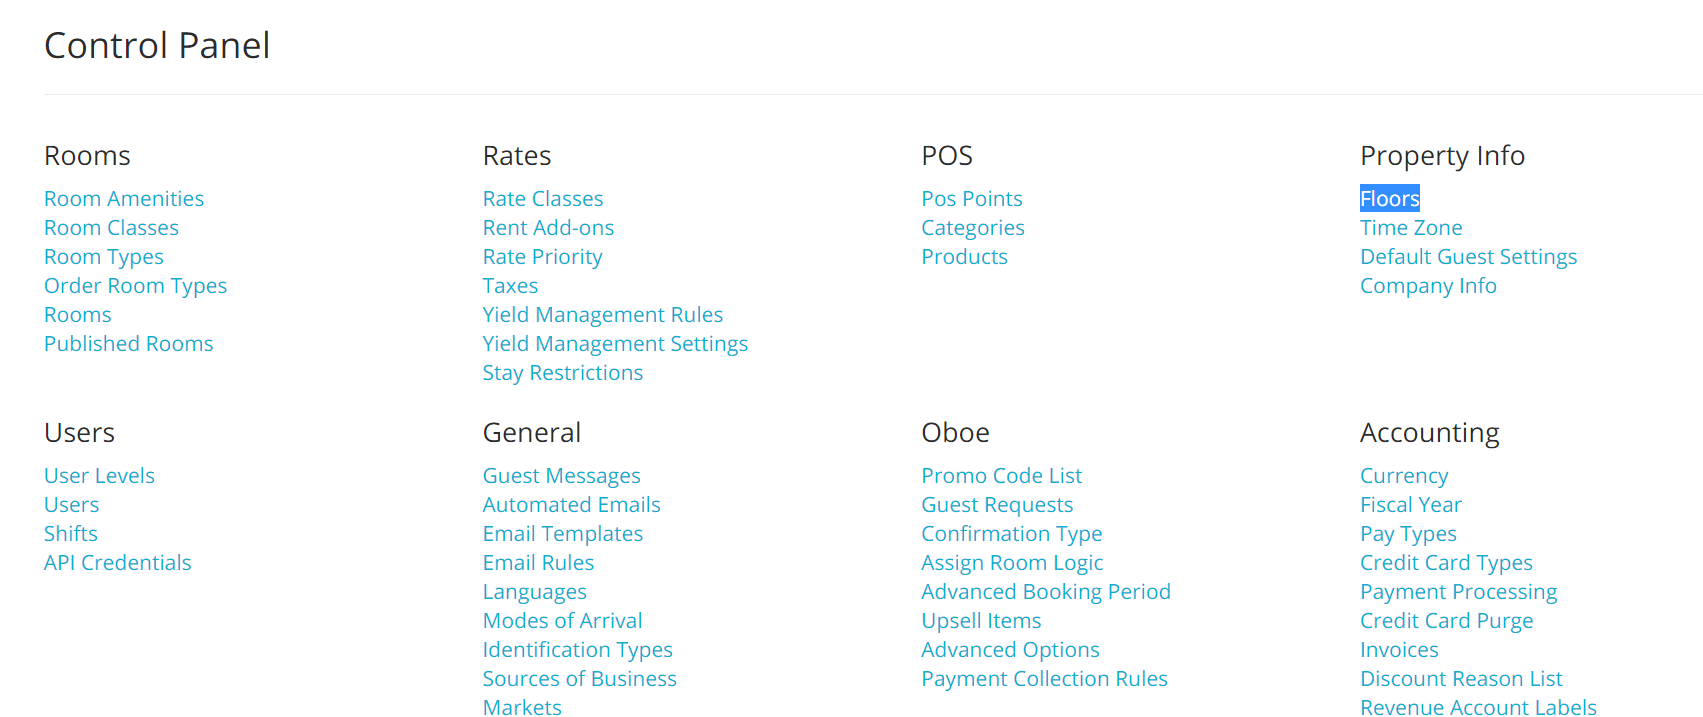 Control Panel
Rooms
Room Amenities
Room Classes
Room Types
Order Room Types
Rooms
Published Rooms
Rates
Rate Classes
Rent Add-ons
Rate Priority
Taxes
Yield Management Rules
Yield Management Settings
Stay Restrictions
POS
Pos Points
Categories
Products
Property Info
Floors
Time Zone
Default Guest Settings
Company Info
Users
User Levels
Users
Shifts
API Credentials
General
Guest Messages
Automated Emails
Email Templates
Email Rules
Languages
Modes of Arrival
Identification Types
Sources of Business
Markets
Oboe
Promo Code List
Guest Requests
Confirmation Type
Assign Room Logic
Advanced Booking Period
Upsell Items
Advanced Options
Payment Collection Rules
Accounting
Currency
Fiscal Year
Pay Types
Credit Card Types
Payment Processing
Credit Card Purge
Invoices
Discount Reason List
Revenue Account Labels